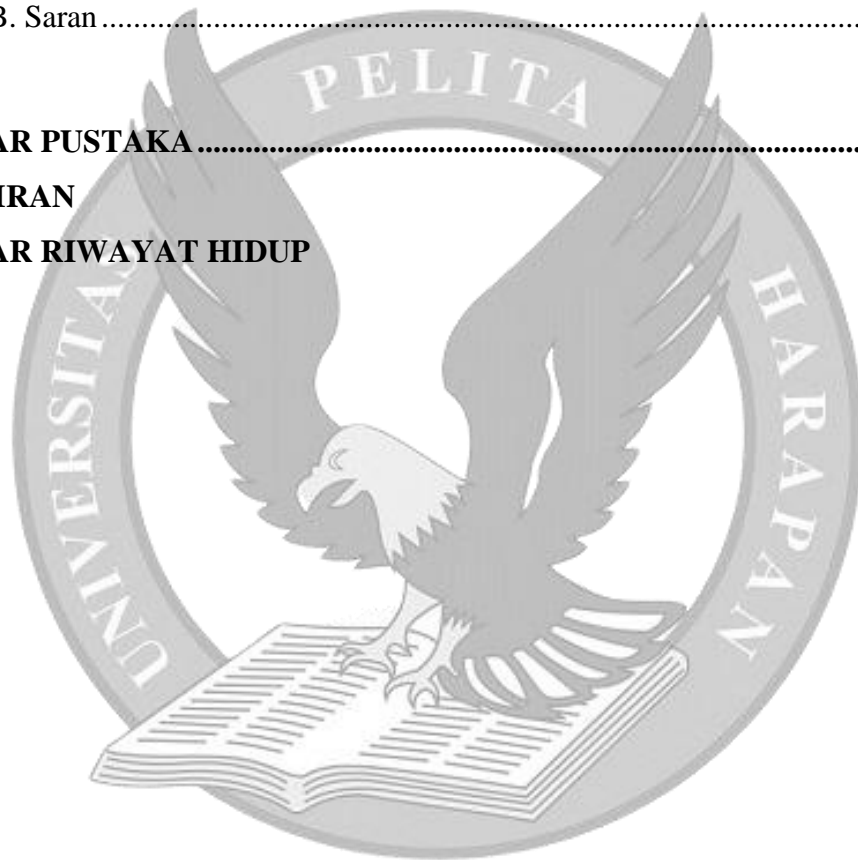 B. Saran ..........................................................................................
PELITA
AR PUSTAKA ..........................................................................................
IRAN
AR RIWAYAT HIDUP
UNIVERSITAS
HARAPAN